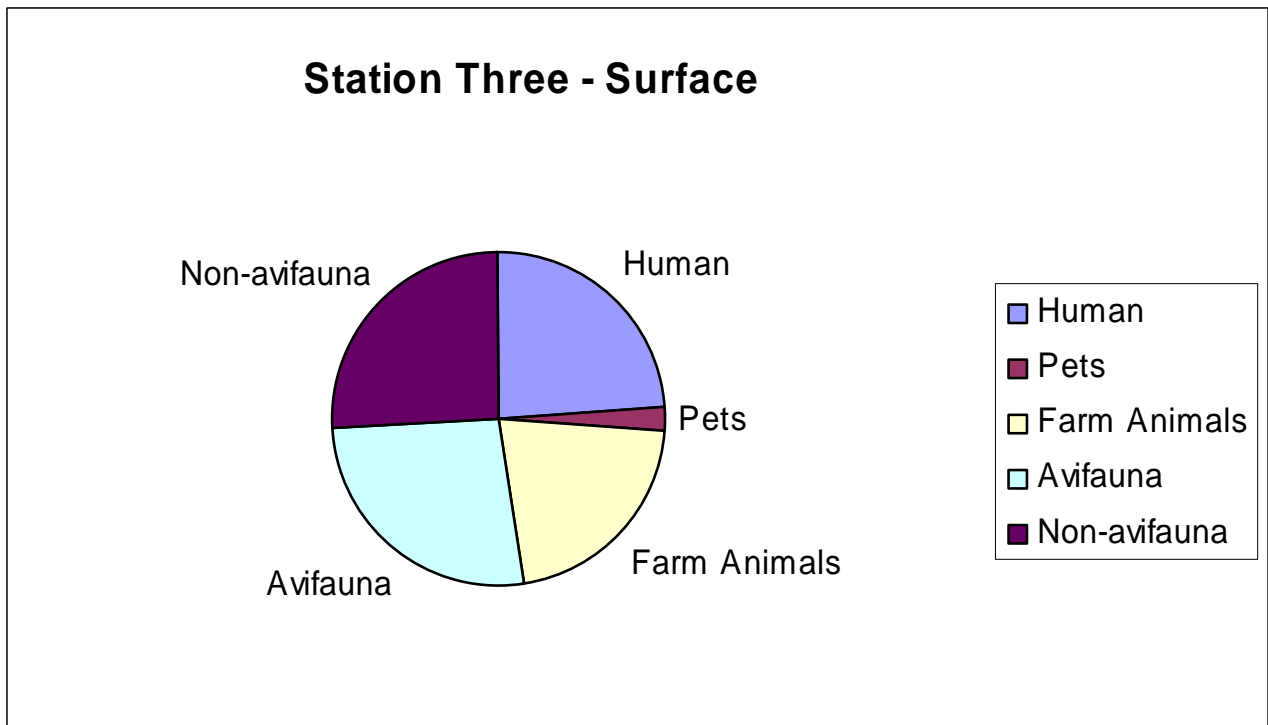 Station Three - Surface
Non-avifauna
Human
Pets
Farm Animals
Avifauna
Human
Pets
Farm Animals
Avifauna
Non-avifauna